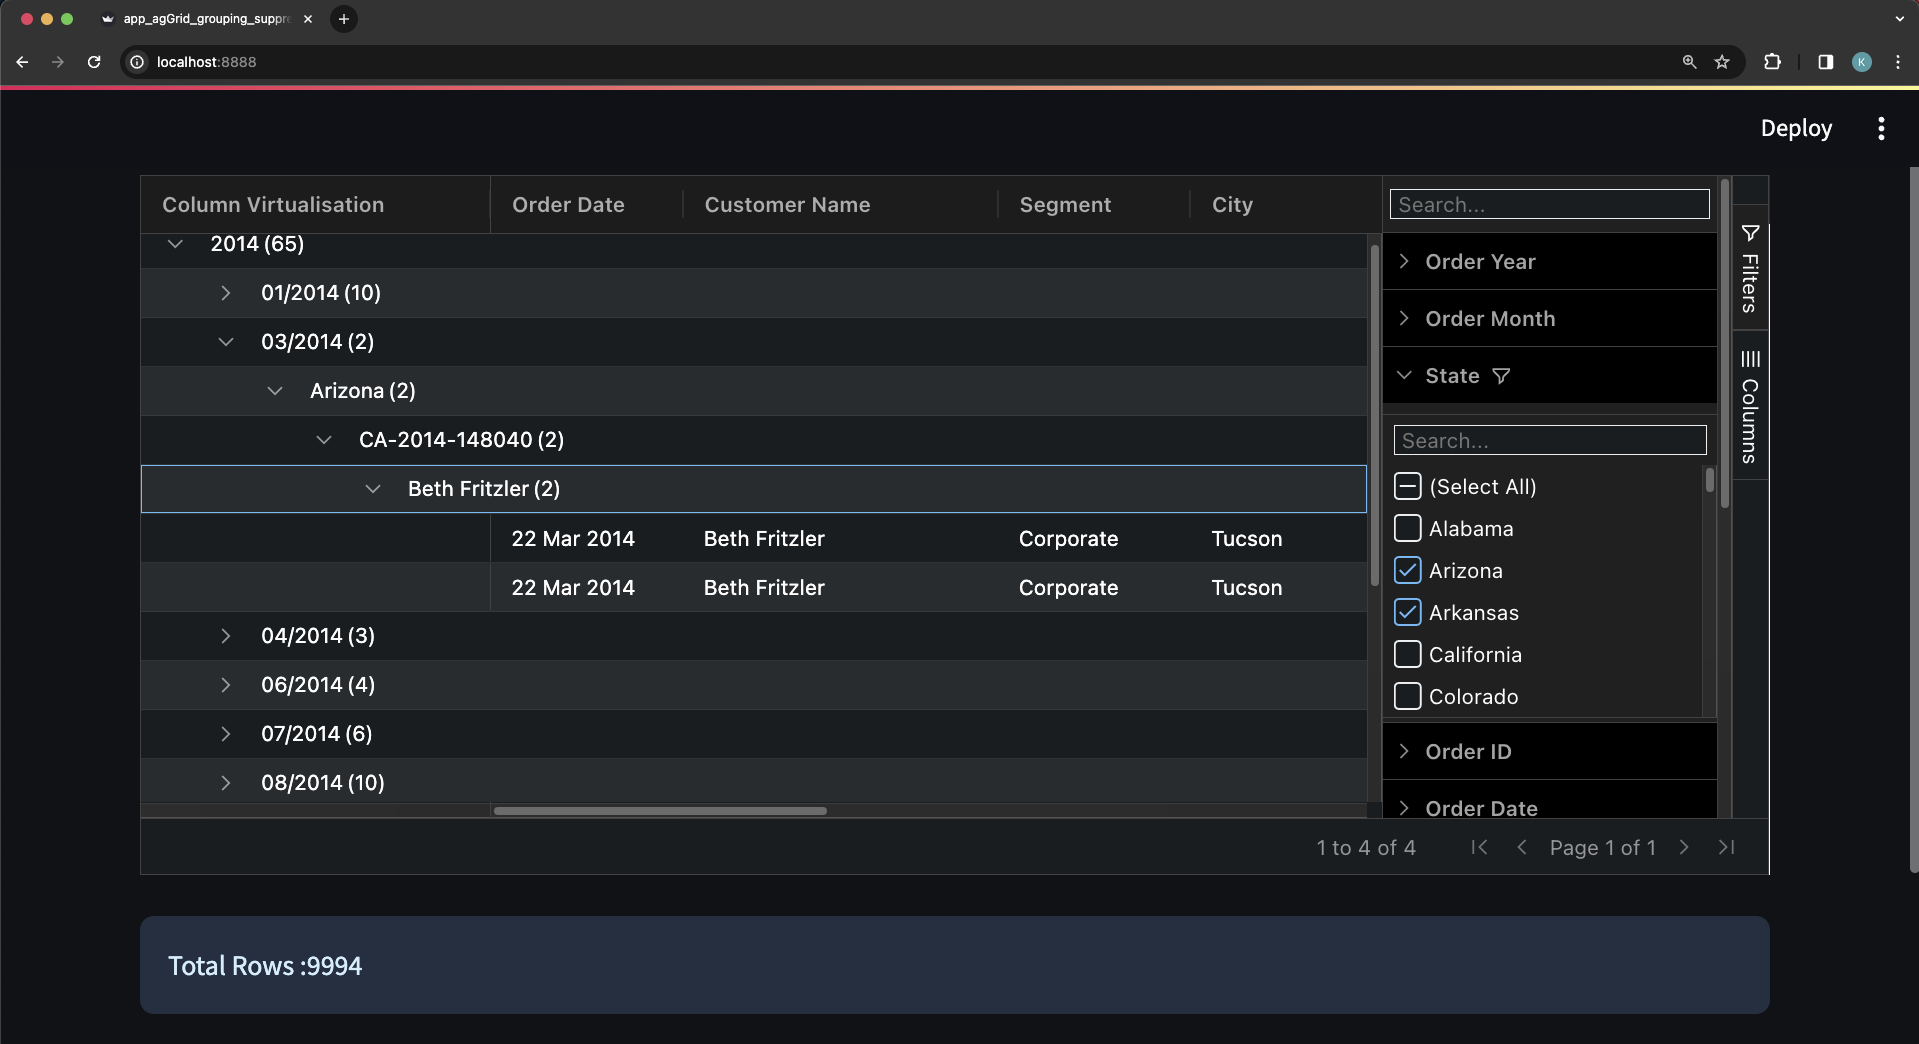 app_agGrid_grouping_suppre
localhost:8888
K
Deploy
Column Virtualisation
Order Date
Customer Name
Segment
City
2014 (65)
01/2014 (10)
03/2014 (2)
Arizona (2)
CA-2014-148040 (2)
Beth Fritzler (2)
22 Mar 2014 Beth Fritzler Corporate Tucson
22 Mar 2014 Beth Fritzler Corporate Tucson
04/2014 (3)
06/2014 (4)
07/2014 (6)
08/2014 (10)
Search...
Order Year
Order Month
State
Search...
(Select All)
Alabama
Arizona
Arkansas
California
Colorado
Order ID
Order Date
Filters
Columns
1 to 4 of 4
Page 1 of 1
Total Rows :9994